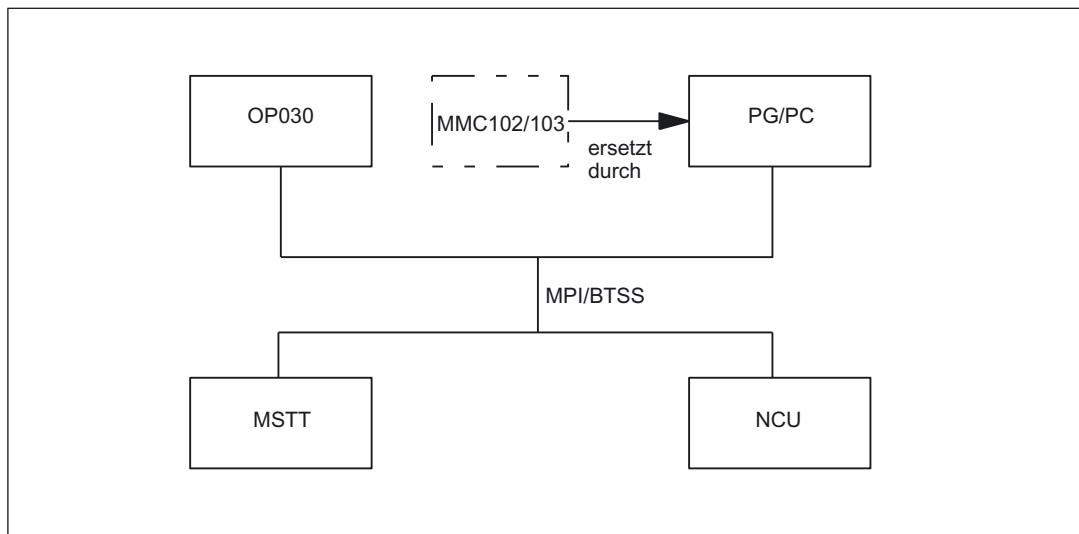 OP030
MMC102/103
PG/PC
ersetzt
durch
MPI/BTSS
MSTT
NCU